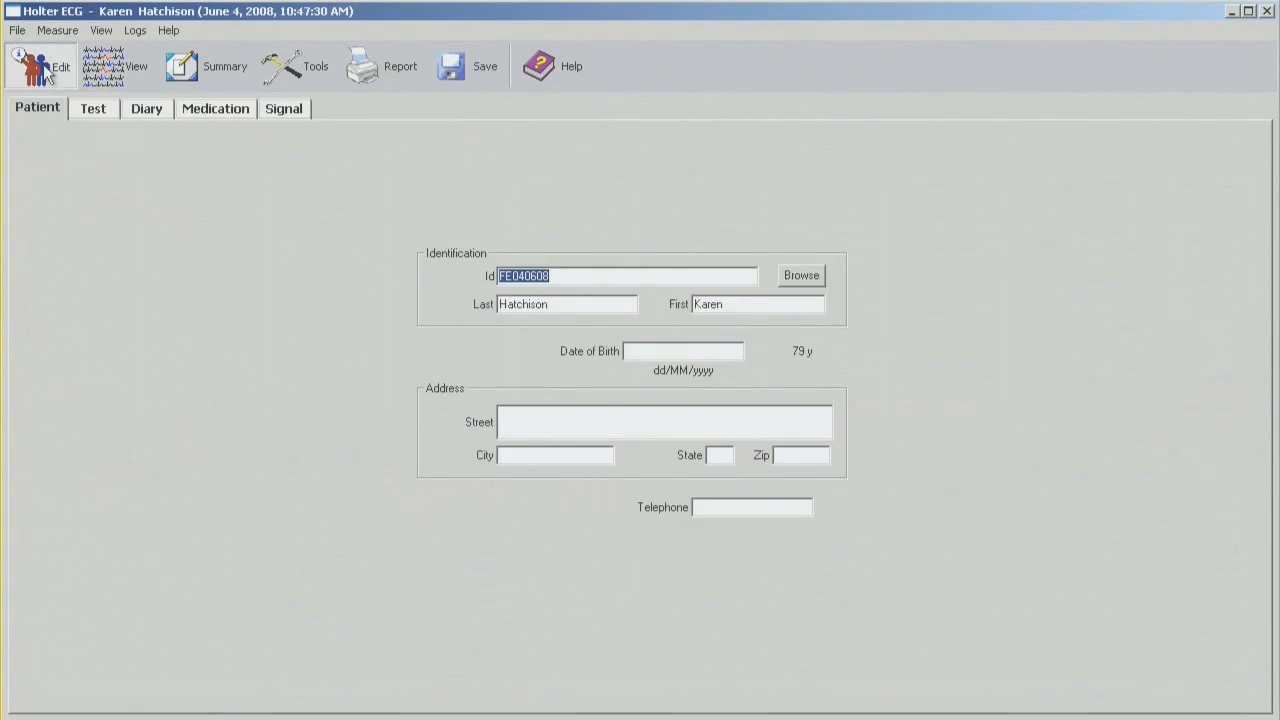 Holter ECG - Karen Hatchison (June 4, 2008, 10:47:30 AM)
File Measure View Logs Help
Edit View Summary Tools Report Save Help
Patient Test Diary Medication Signal
Identification
Id FE040608 Browse
Last Hatchison First Karen
Date of Birth 79 y
dd/MM/yyyy
Address
Street
City State Zip
Telephone